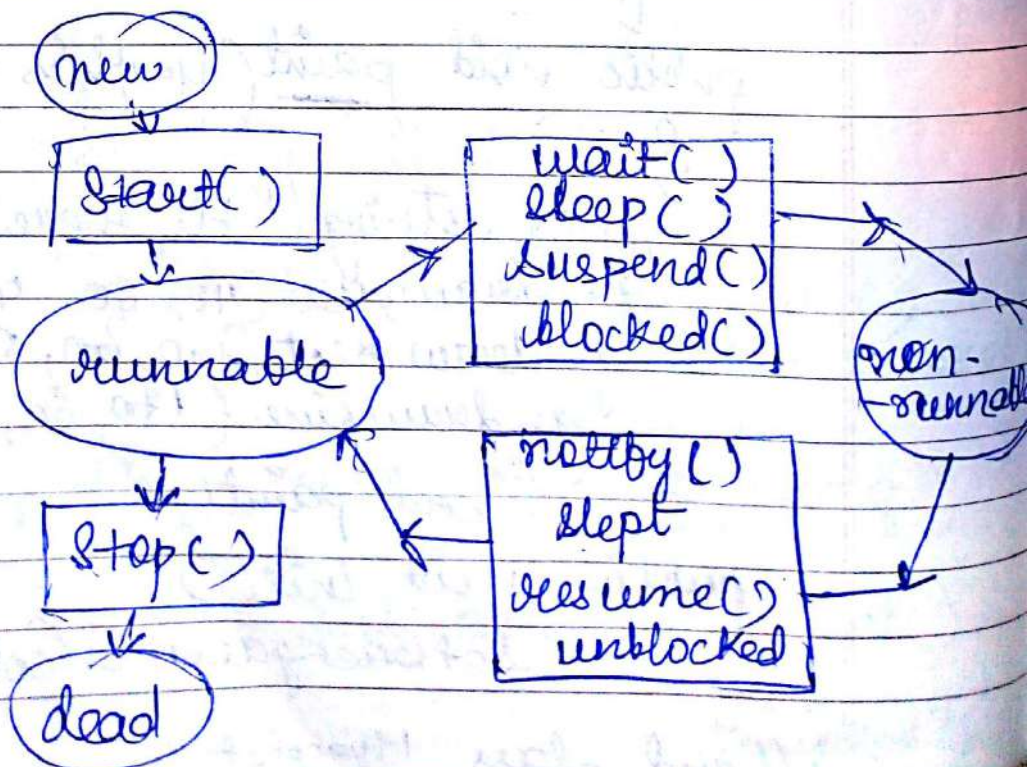 new
Start()
runnable
Stop()
dead
wait()
sleep()
suspend()
blocked()
non-
-runnable
notify()
slept
resume()
unblocked